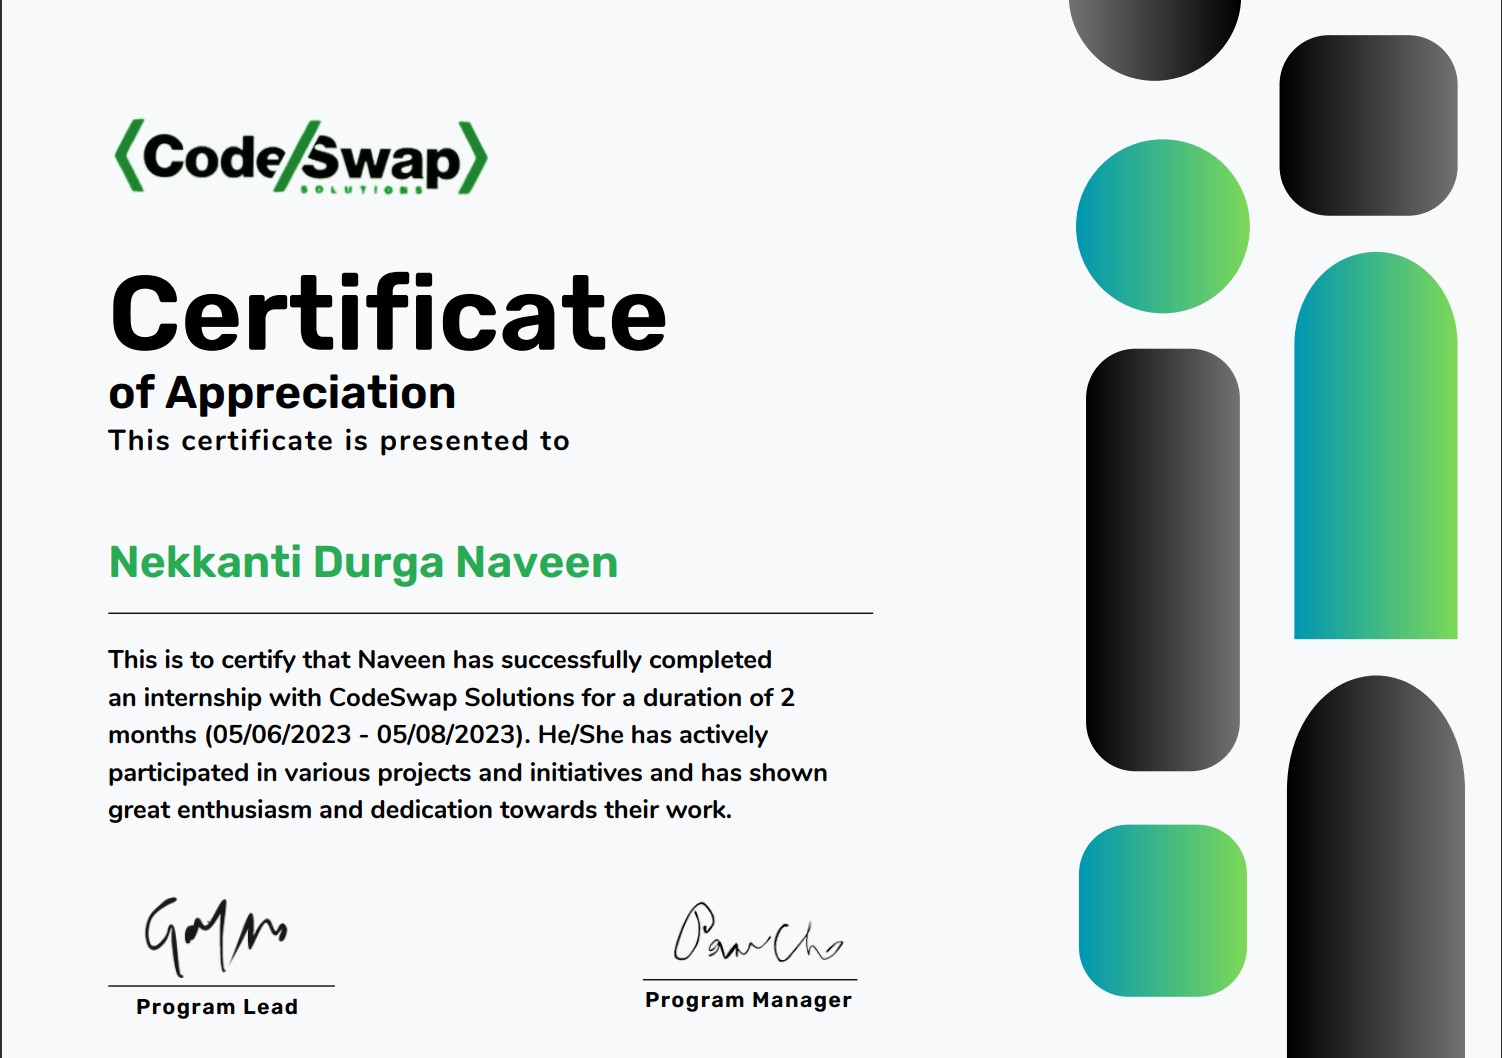 Code/Swap
SOLUTIONS
Certificate
of Appreciation
This certificate is presented to
Nekkanti Durga Naveen
This is to certify that Naveen has successfully completed
an internship with CodeSwap Solutions for a duration of 2
months (05/06/2023 - 05/08/2023). He/She has actively
participated in various projects and initiatives and has shown
great enthusiasm and dedication towards their work.
Program Lead
Program Manager